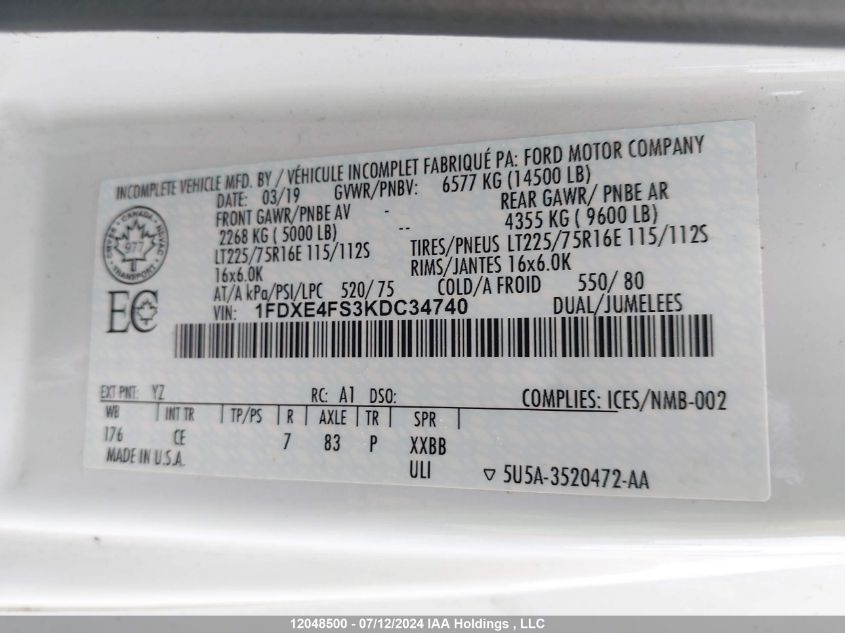 INCOMPLETE VEHICLE MFD. BY / VÉHICULE INCOMPLET FABRIQUÉ PA: FORD MOTOR COMPANY
DATE: 03/19 GVWR/PNBV: 6577 KG (14500 LB)
FRONT GAWR/PNBE AV - REAR GAWR/ PNBE AR
2268 KG ( 5000 LB) -- 4355 KG ( 9600 LB)
LT225/75R16E 115/112S TIRES/PNEUS LT225/75R16E 115/112S
16x6.0K RIMS/JANTES 16x6.0K
AT/A kPa/PSI/LPC 520/ 75 COLD/A FROID 550/ 80
VIN: 1FDXE4FS3KDC34740 DUAL/JUMELEES
CANADA
977
TRANSPORT
EC
EXT PNT: YZ RC: A1 DSO: COMPLIES: ICES/NMB-002
WB | INT TR | TP/PS | R | AXLE | TR | SPR |
176 CE 7 83 P XXBB
MADE IN U.S.A. ULI ▽ 5U5A-3520472-AA
12048500 - 07/12/2024 IAA Holdings , LLC